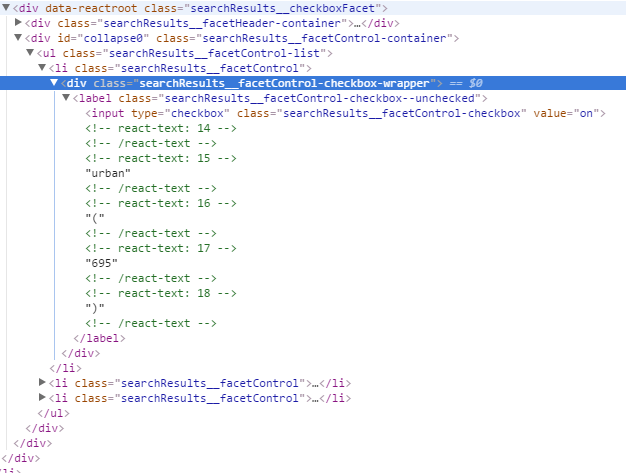 <div data-reactroot class="searchResults__checkboxFacet">
<div class="searchResults__facetHeader-container">…</div>
<div id="collapse0" class="searchResults__facetControl-container">
<ul class="searchResults__facetControl-list">
<li class="searchResults__facetControl">
<div class="searchResults__facetControl-checkbox-wrapper"> == $0
<label class="searchResults__facetControl-checkbox--unchecked">
<input type="checkbox" class="searchResults__facetControl-checkbox" value="on">
<!-- react-text: 14 -->
<!-- /react-text -->
<!-- react-text: 15 -->
"urban"
<!-- /react-text -->
<!-- react-text: 16 -->
"("
<!-- /react-text -->
<!-- react-text: 17 -->
"695"
<!-- /react-text -->
<!-- react-text: 18 -->
")"
<!-- /react-text -->
</label>
</div>
</li>
<li class="searchResults__facetControl">…</li>
<li class="searchResults__facetControl">…</li>
</ul>
</div>
</div>
</div>
</li>